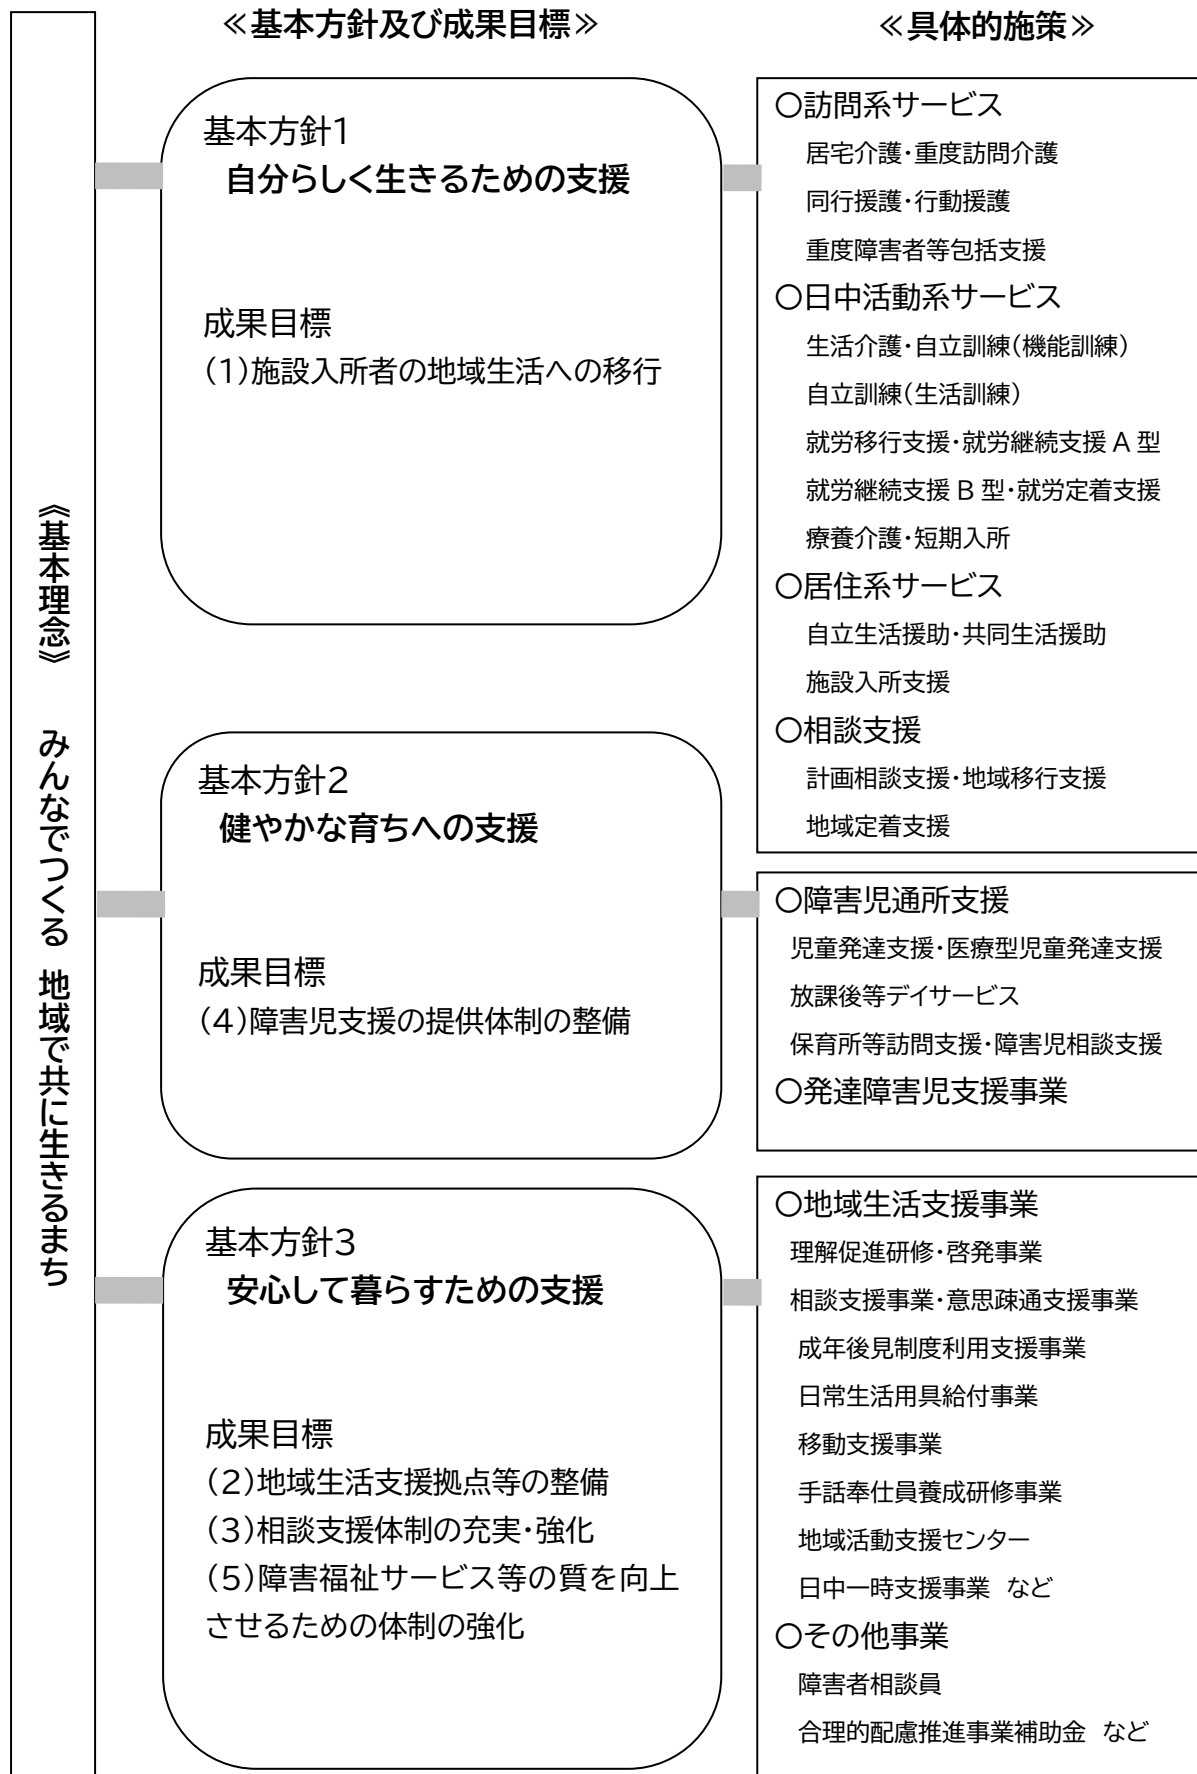 ≪基本方針及び成果目標≫
≪具体的施策≫
《基本理念》 みんなでつくる 地域で共に生きるまち
基本方針1
自分らしく生きるための支援
成果目標
(1)施設入所者の地域生活への移行
〇訪問系サービス
居宅介護・重度訪問介護
同行援護・行動援護
重度障害者等包括支援
〇日中活動系サービス
生活介護・自立訓練(機能訓練)
自立訓練(生活訓練)
就労移行支援・就労継続支援 A 型
就労継続支援 B 型・就労定着支援
療養介護・短期入所
〇居住系サービス
自立生活援助・共同生活援助
施設入所支援
〇相談支援
計画相談支援・地域移行支援
地域定着支援
基本方針2
健やかな育ちへの支援
成果目標
(4)障害児支援の提供体制の整備
〇障害児通所支援
児童発達支援・医療型児童発達支援
放課後等デイサービス
保育所等訪問支援・障害児相談支援
〇発達障害児支援事業
基本方針3
安心して暮らすための支援
成果目標
(2)地域生活支援拠点等の整備
(3)相談支援体制の充実・強化
(5)障害福祉サービス等の質を向上
させるための体制の強化
〇地域生活支援事業
理解促進研修・啓発事業
相談支援事業・意思疎通支援事業
成年後見制度利用支援事業
日常生活用具給付事業
移動支援事業
手話奉仕員養成研修事業
地域活動支援センター
日中一時支援事業 など
〇その他事業
障害者相談員
合理的配慮推進事業補助金 など